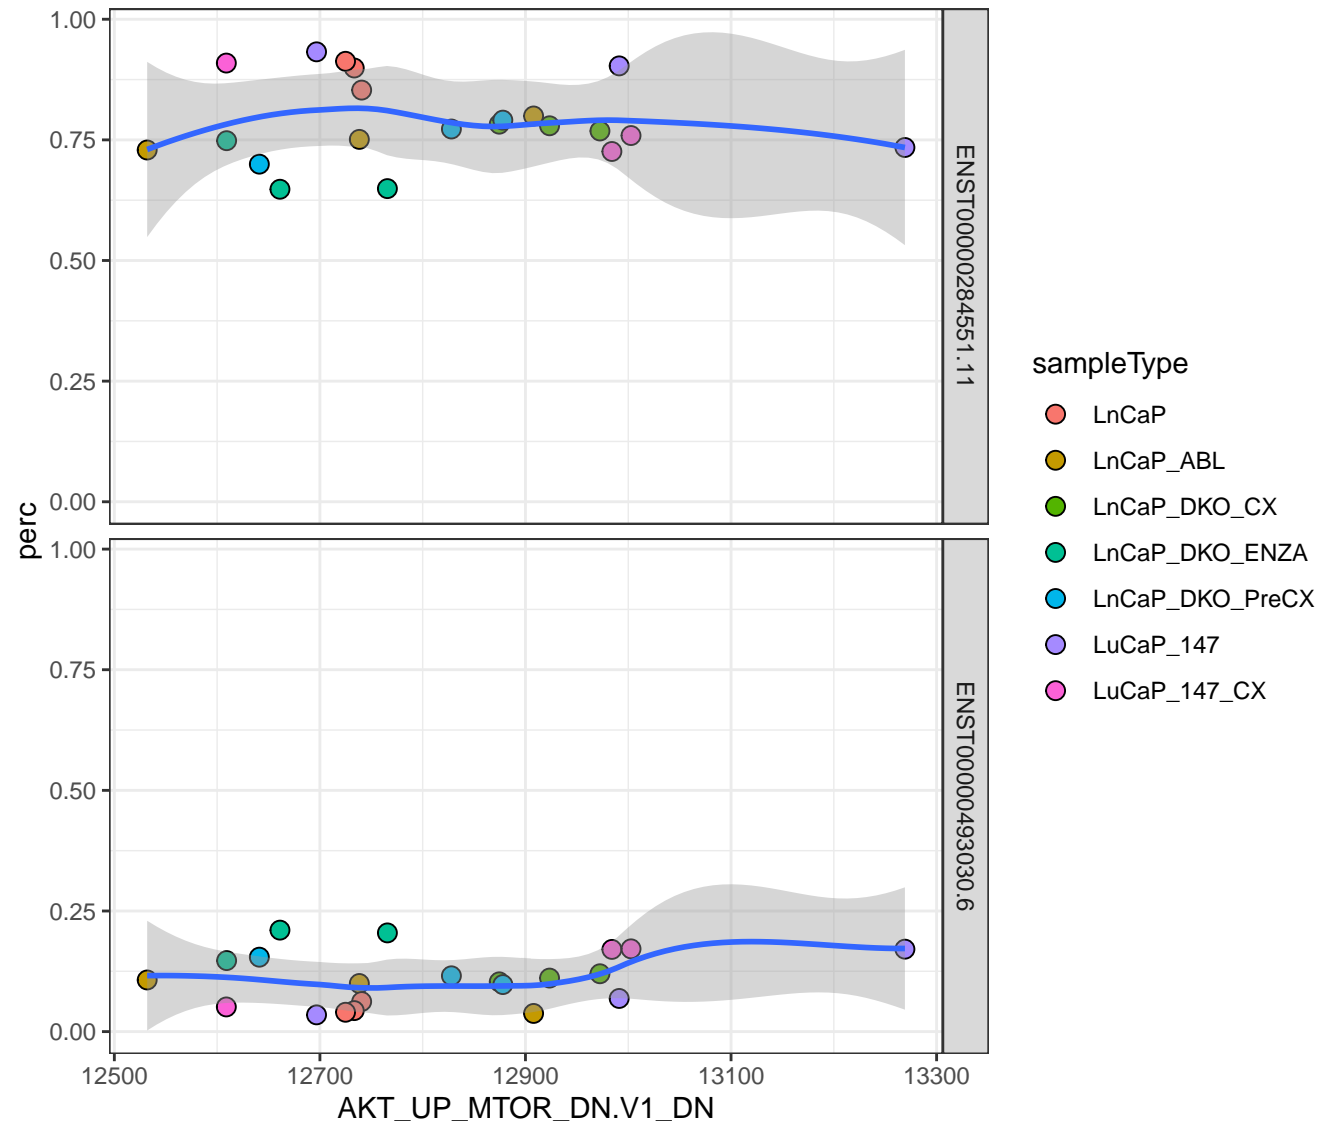 1.00
0.75
0.50
0.25
0.00
ENST00000284551.11
1.00
0.75
0.50
0.25
0.00
ENST00000493030.6
perc
12500 12700 12900 13100 13300
AKT_UP_MTOR_DN.V1_DN
sampleType
LnCaP
LnCaP_ABL
LnCaP_DKO_CX
LnCaP_DKO_ENZA
LnCaP_DKO_PreCX
LuCaP_147
LuCaP_147_CX